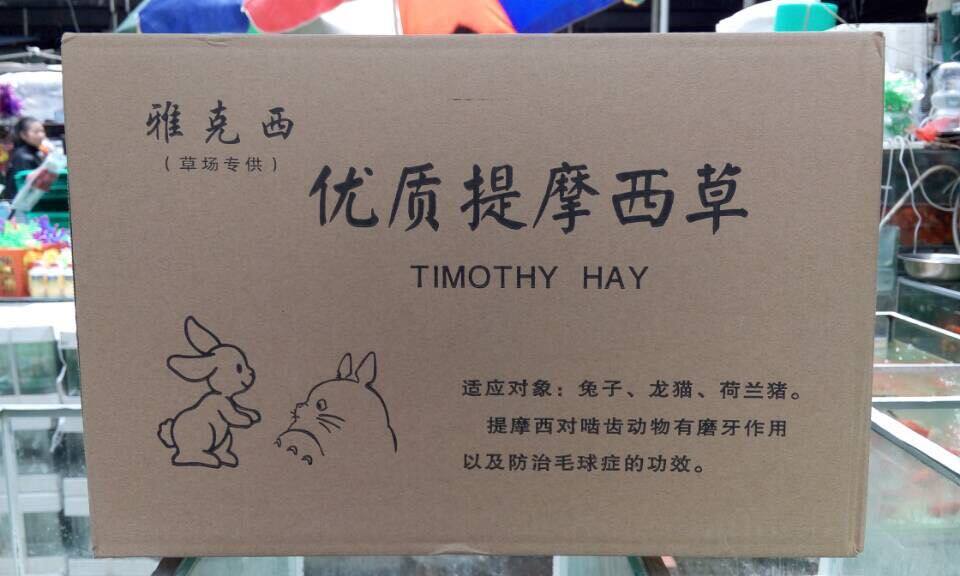 雅克西
(草场专供)
优质提摩西草
TIMOTHY HAY
适应对象：兔子、龙猫、荷兰猪。
提摩西对啮齿动物有磨牙作用
以及防治毛球症的功效。